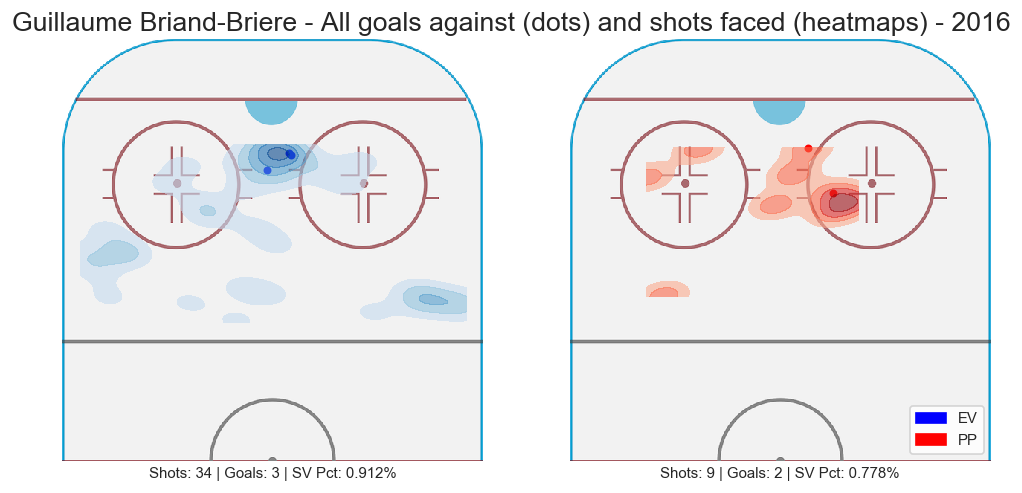 Guillaume Briand-Briere - All goals against (dots) and shots faced (heatmaps) - 2016
EV
PP
Shots: 34 | Goals: 3 | SV Pct: 0.912%
Shots: 9 | Goals: 2 | SV Pct: 0.778%